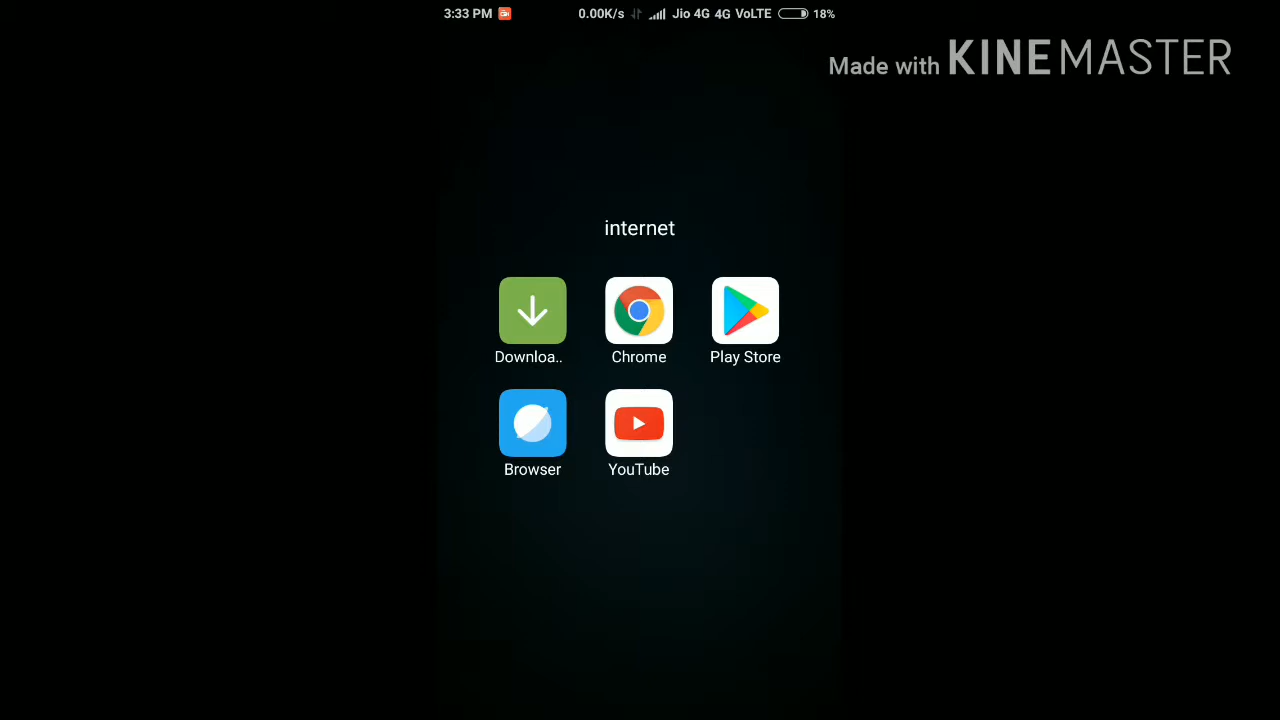 3:33 PM 0.00K/s Jio 4G 4G VoLTE 18%
Made with KINEMASTER
internet
Downloa.. Chrome Play Store
Browser YouTube